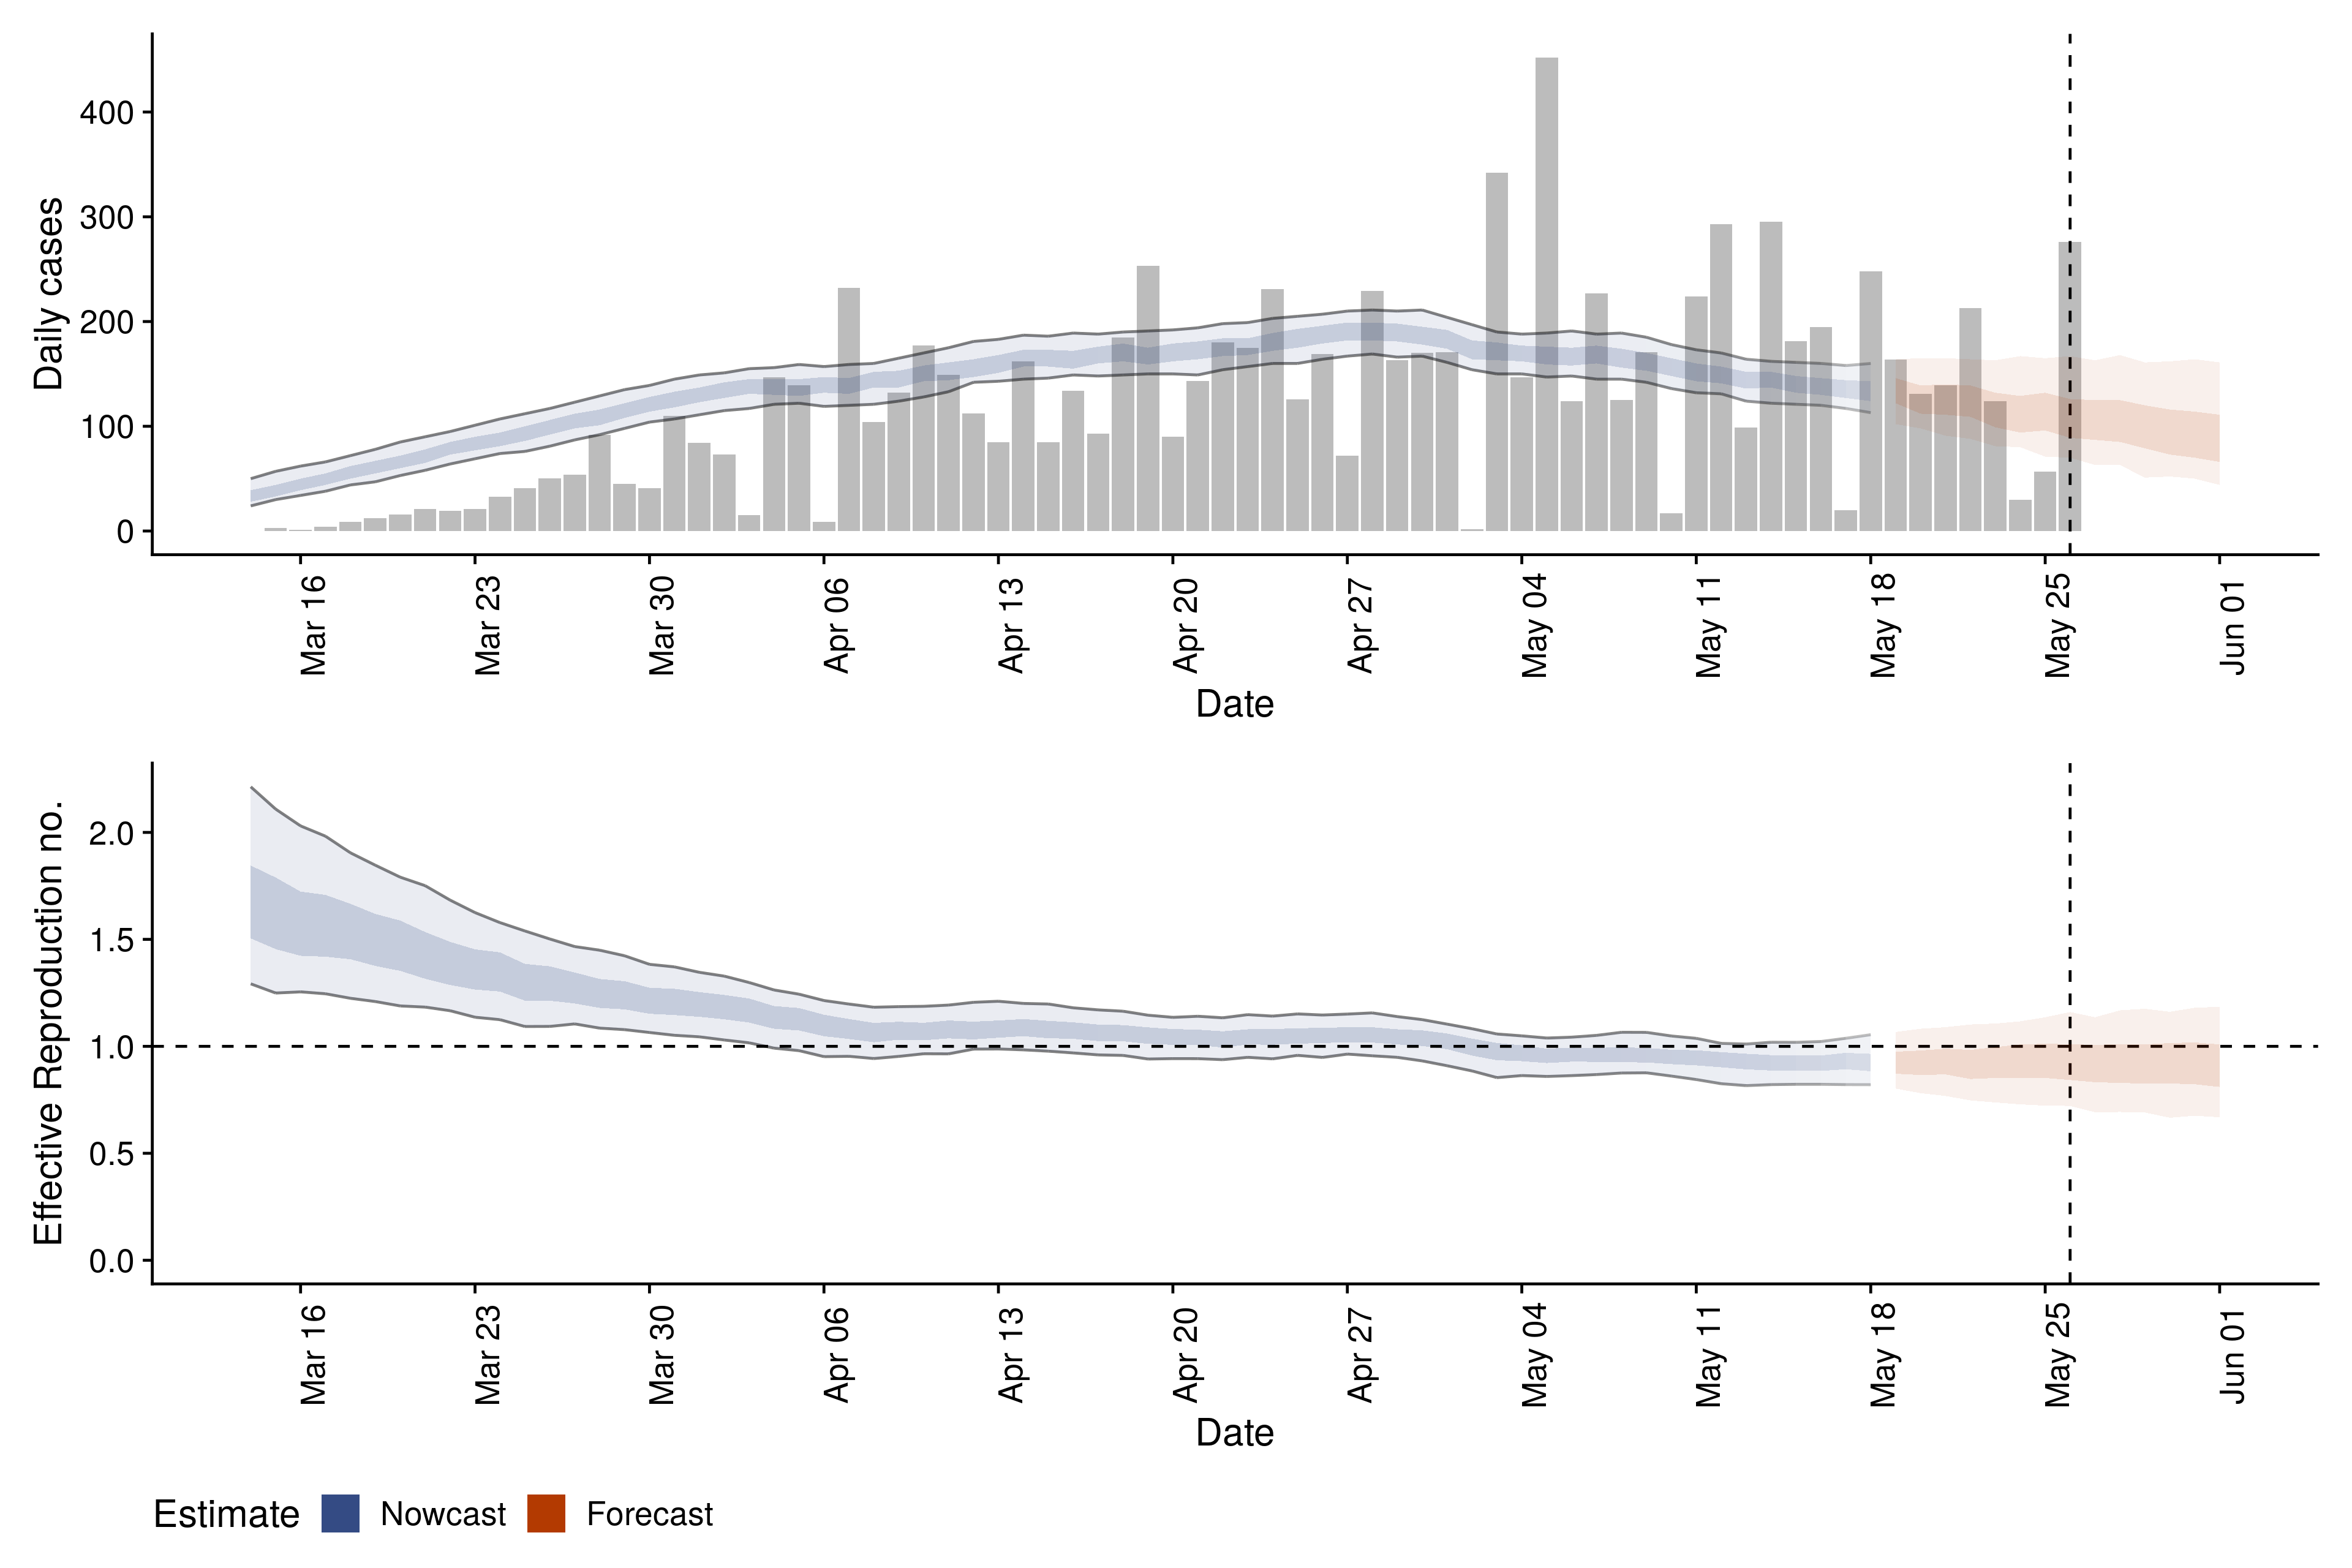 Daily cases
400
300
200
100
0
Mar 16
Mar 23
Mar 30
Apr 06
Apr 13
Apr 20
Apr 27
May 04
May 11
May 18
May 25
Jun 01
Date
Effective Reproduction no.
2.0
1.5
1.0
0.5
0.0
Mar 16
Mar 23
Mar 30
Apr 06
Apr 13
Apr 20
Apr 27
May 04
May 11
May 18
May 25
Jun 01
Date
Estimate Nowcast Forecast